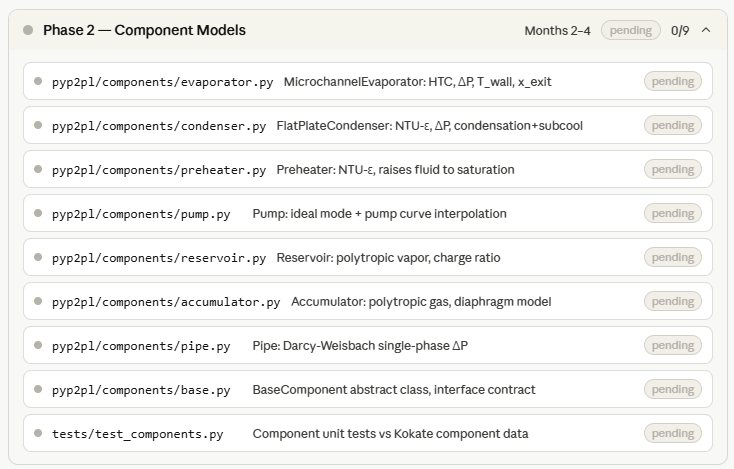 Phase 2 — Component Models Months 2–4 pending 0/9
pyp2pl/components/evaporator.py MicrochannelEvaporator: HTC, ΔP, T_wall, x_exit pending
pyp2pl/components/condenser.py FlatPlateCondenser: NTU-ε, ΔP, condensation+subcool pending
pyp2pl/components/preheater.py Preheater: NTU-ε, raises fluid to saturation pending
pyp2pl/components/pump.py Pump: ideal mode + pump curve interpolation pending
pyp2pl/components/reservoir.py Reservoir: polytropic vapor, charge ratio pending
pyp2pl/components/accumulator.py Accumulator: polytropic gas, diaphragm model pending
pyp2pl/components/pipe.py Pipe: Darcy-Weisbach single-phase ΔP pending
pyp2pl/components/base.py BaseComponent abstract class, interface contract pending
tests/test_components.py Component unit tests vs Kokate component data pending